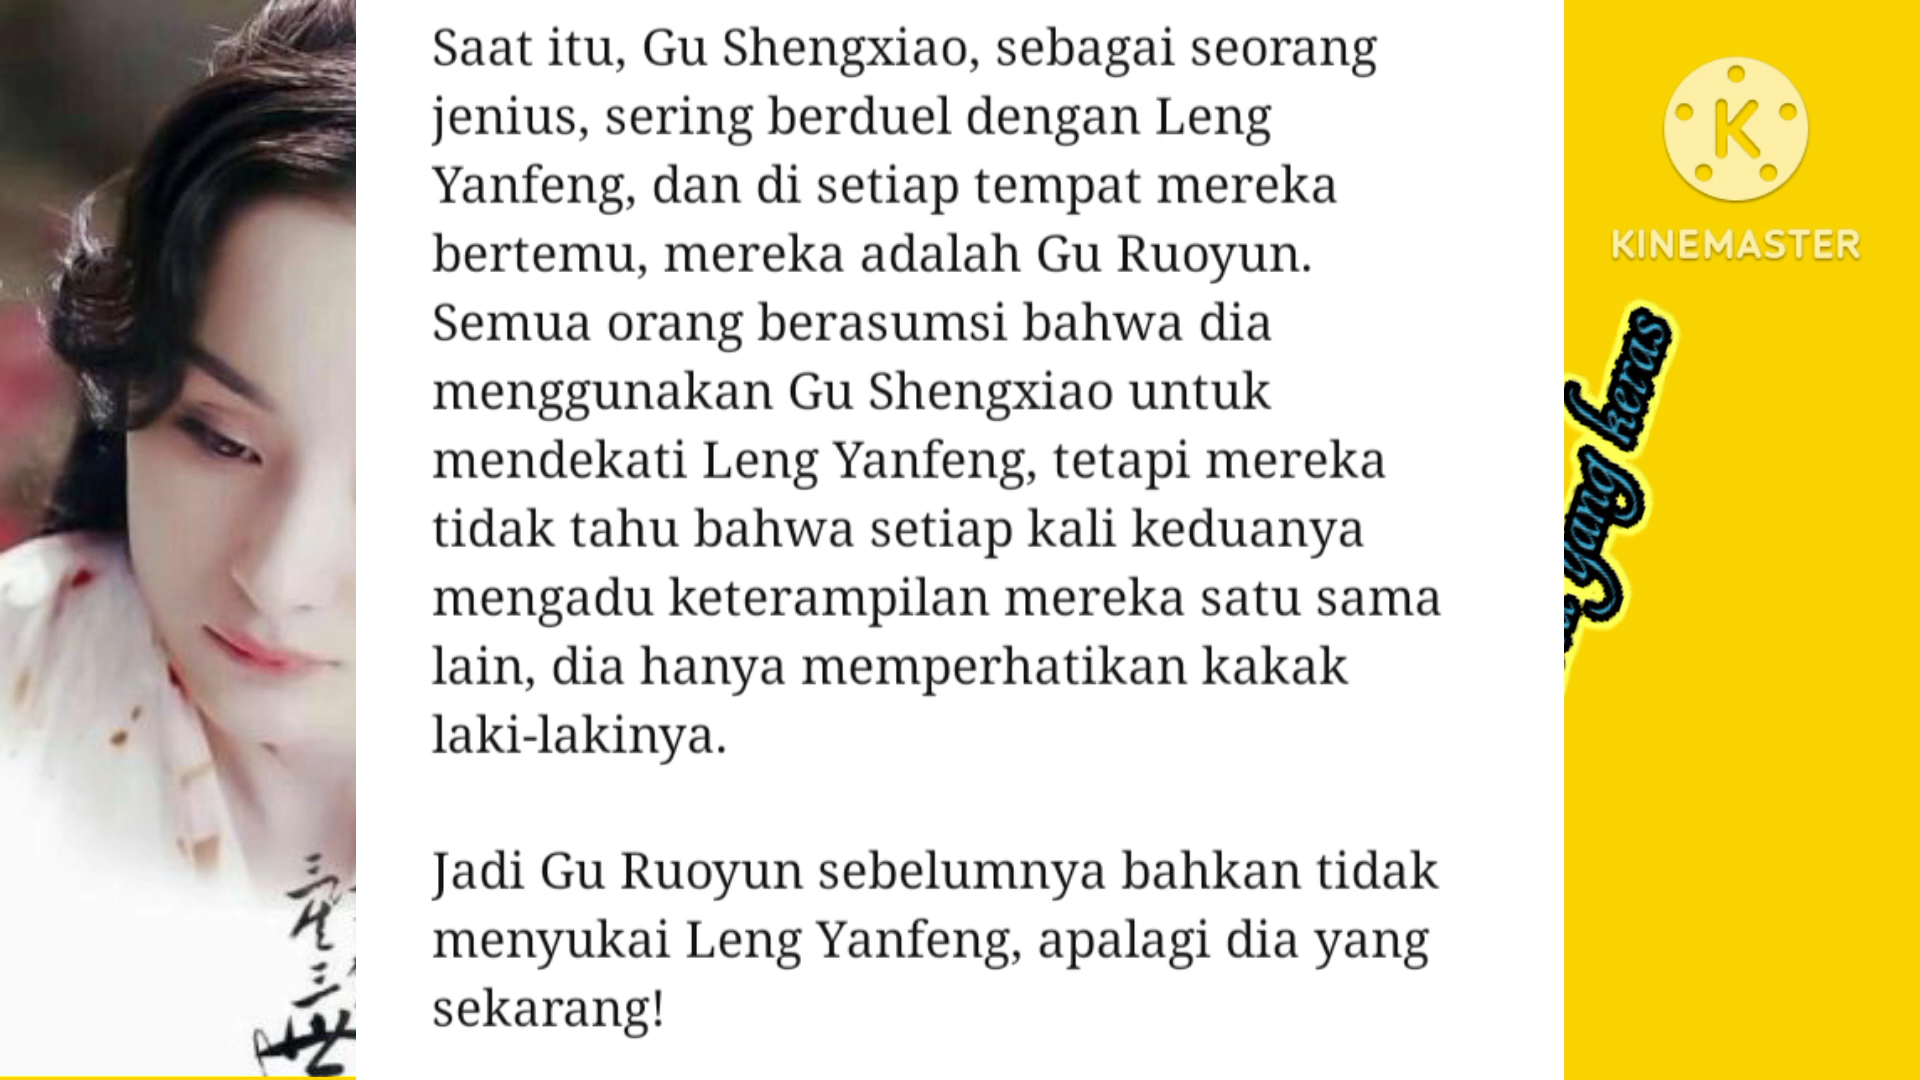 Saat itu, Gu Shengxiao, sebagai seorang
jenius, sering berduel dengan Leng
Yanfeng, dan di setiap tempat mereka
bertemu, mereka adalah Gu Ruoyun.
Semua orang berasumsi bahwa dia
menggunakan Gu Shengxiao untuk
mendekati Leng Yanfeng, tetapi mereka
tidak tahu bahwa setiap kali keduanya
mengadu keterampilan mereka satu sama
lain, dia hanya memperhatikan kakak
laki-lakinya.
Jadi Gu Ruoyun sebelumnya bahkan tidak
menyukai Leng Yanfeng, apalagi dia yang
sekarang!
K
KINEMASTER
yang keras